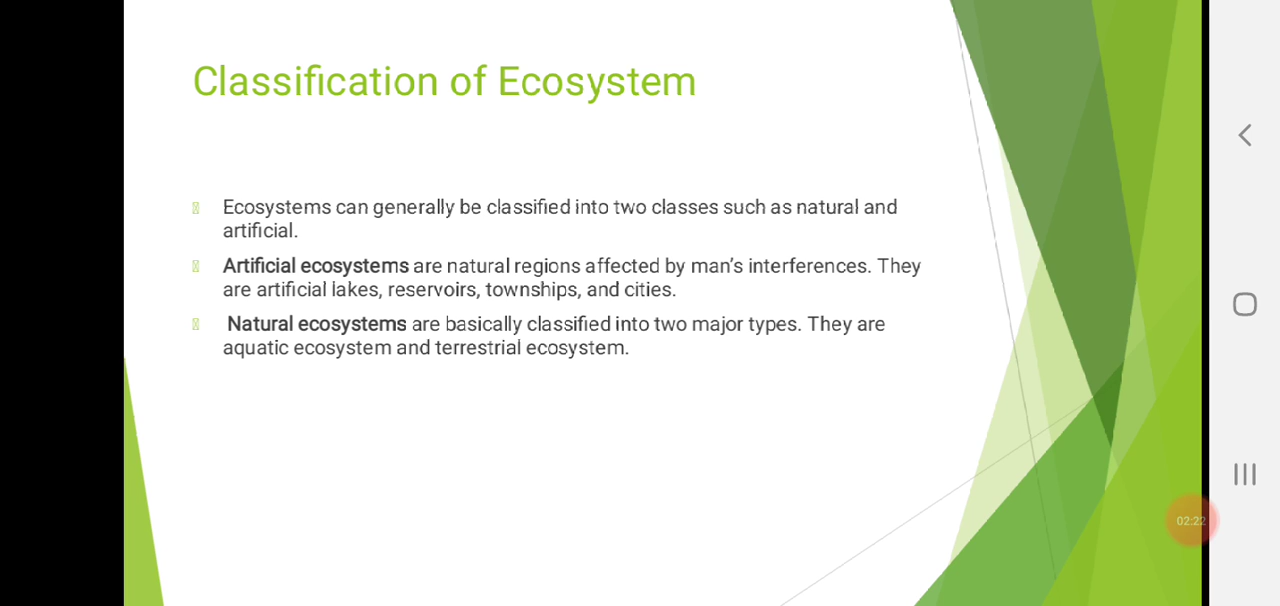 Classification of Ecosystem
Ecosystems can generally be classified into two classes such as natural and
artificial.
Artificial ecosystems are natural regions affected by man’s interferences. They
are artificial lakes, reservoirs, townships, and cities.
Natural ecosystems are basically classified into two major types. They are
aquatic ecosystem and terrestrial ecosystem.
02:22